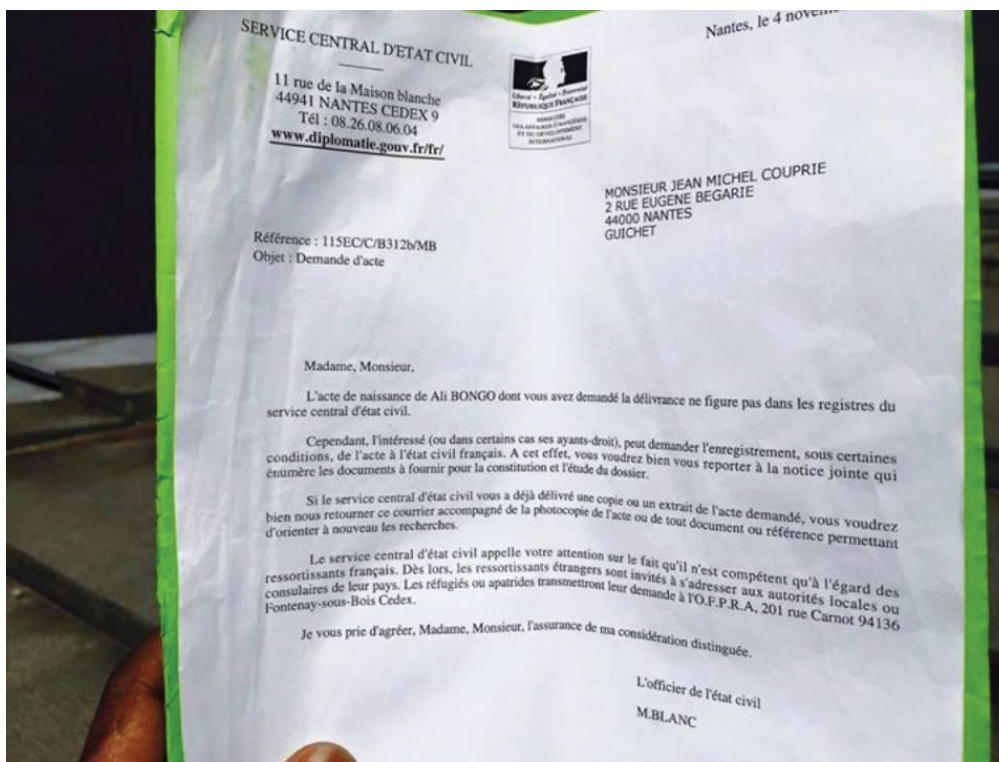 SERVICE CENTRAL D'ETAT CIVIL
11 rue de la Maison blanche
44941 NANTES CEDEX 9
Tél : 08.26.08.06.04
www.diplomatie.gouv.fr/fr/
Nantes, le 4
Liberté • Égalité • Fraternité
RÉPUBLIQUE FRANÇAISE
MINISTÈRE
DES AFFAIRES ÉTRANGÈRES
ET DU DÉVELOPPEMENT
INTERNATIONAL
MONSIEUR JEAN MICHEL COUPRIE
2 RUE EUGENE BEGARIE
44000 NANTES
GUICHET
Référence : 115EC/C/B312b/MB
Objet : Demande d'acte
Madame, Monsieur,
L'acte de naissance de Ali BONGO dont vous avez demandé la délivrance ne figure pas dans les registres du
service central d'état civil.
Cependant, l'intéressé (ou dans certains cas ses ayants-droit), peut demander l'enregistrement, sous certaines
conditions, de l'acte à l'état civil français. A cet effet, vous voudrez bien vous reporter à la notice jointe qui
énumère les documents à fournir pour la constitution et l'étude du dossier.
Si le service central d'état civil vous a déjà délivré une copie ou un extrait de l'acte demandé, vous voudrez
bien nous retourner ce courrier accompagné de la photocopie de l'acte ou de tout document ou référence permettant
d'orienter à nouveau les recherches.
Le service central d'état civil appelle votre attention sur le fait qu'il n'est compétent qu'à l'égard des
ressortissants français. Dès lors, les ressortissants étrangers sont invités à s'adresser aux autorités locales ou
consulaires de leur pays. Les réfugiés ou apatrides transmettront leur demande à l'O.F.P.R.A, 201 rue Carnot 94136
Fontenay-sous-Bois Cedex.
Je vous prie d'agréer, Madame, Monsieur, l'assurance de ma considération distinguée.
L'officier de l'état civil
M.BLANC